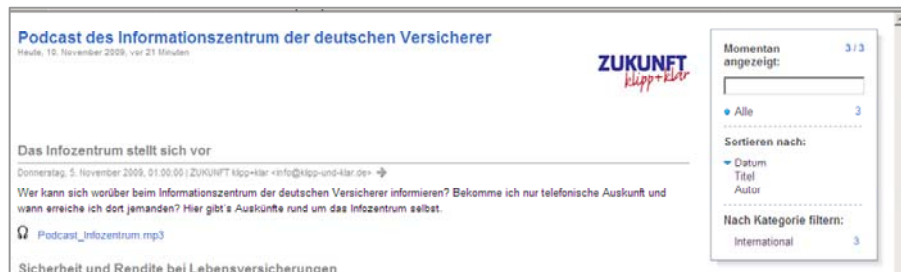 Podcast des Informationszentrum der deutschen Versicherer
Heute, 10. November 2009, vor 21 Minuten
ZUKUNFT
klipp+klar
Das Infozentrum stellt sich vor
Donnerstag, 5. November 2009, 01:00:00 | ZUKUNFT klipp+klar <info@klipp-und-klar.de>
Wer kann sich worüber beim Informationszentrum der deutschen Versicherer informieren? Bekomme ich nur telefonische Auskunft und
wann erreiche ich dort jemanden? Hier gibt's Auskünfte rund um das Infozentrum selbst.
Podcast_Infozentrum.mp3
Sicherheit und Rendite bei Lebensversicherungen
Momentan 3 / 3
angezeigt:
Alle 3
Sortieren nach:
Datum
Titel
Autor
Nach Kategorie filtern:
International 3